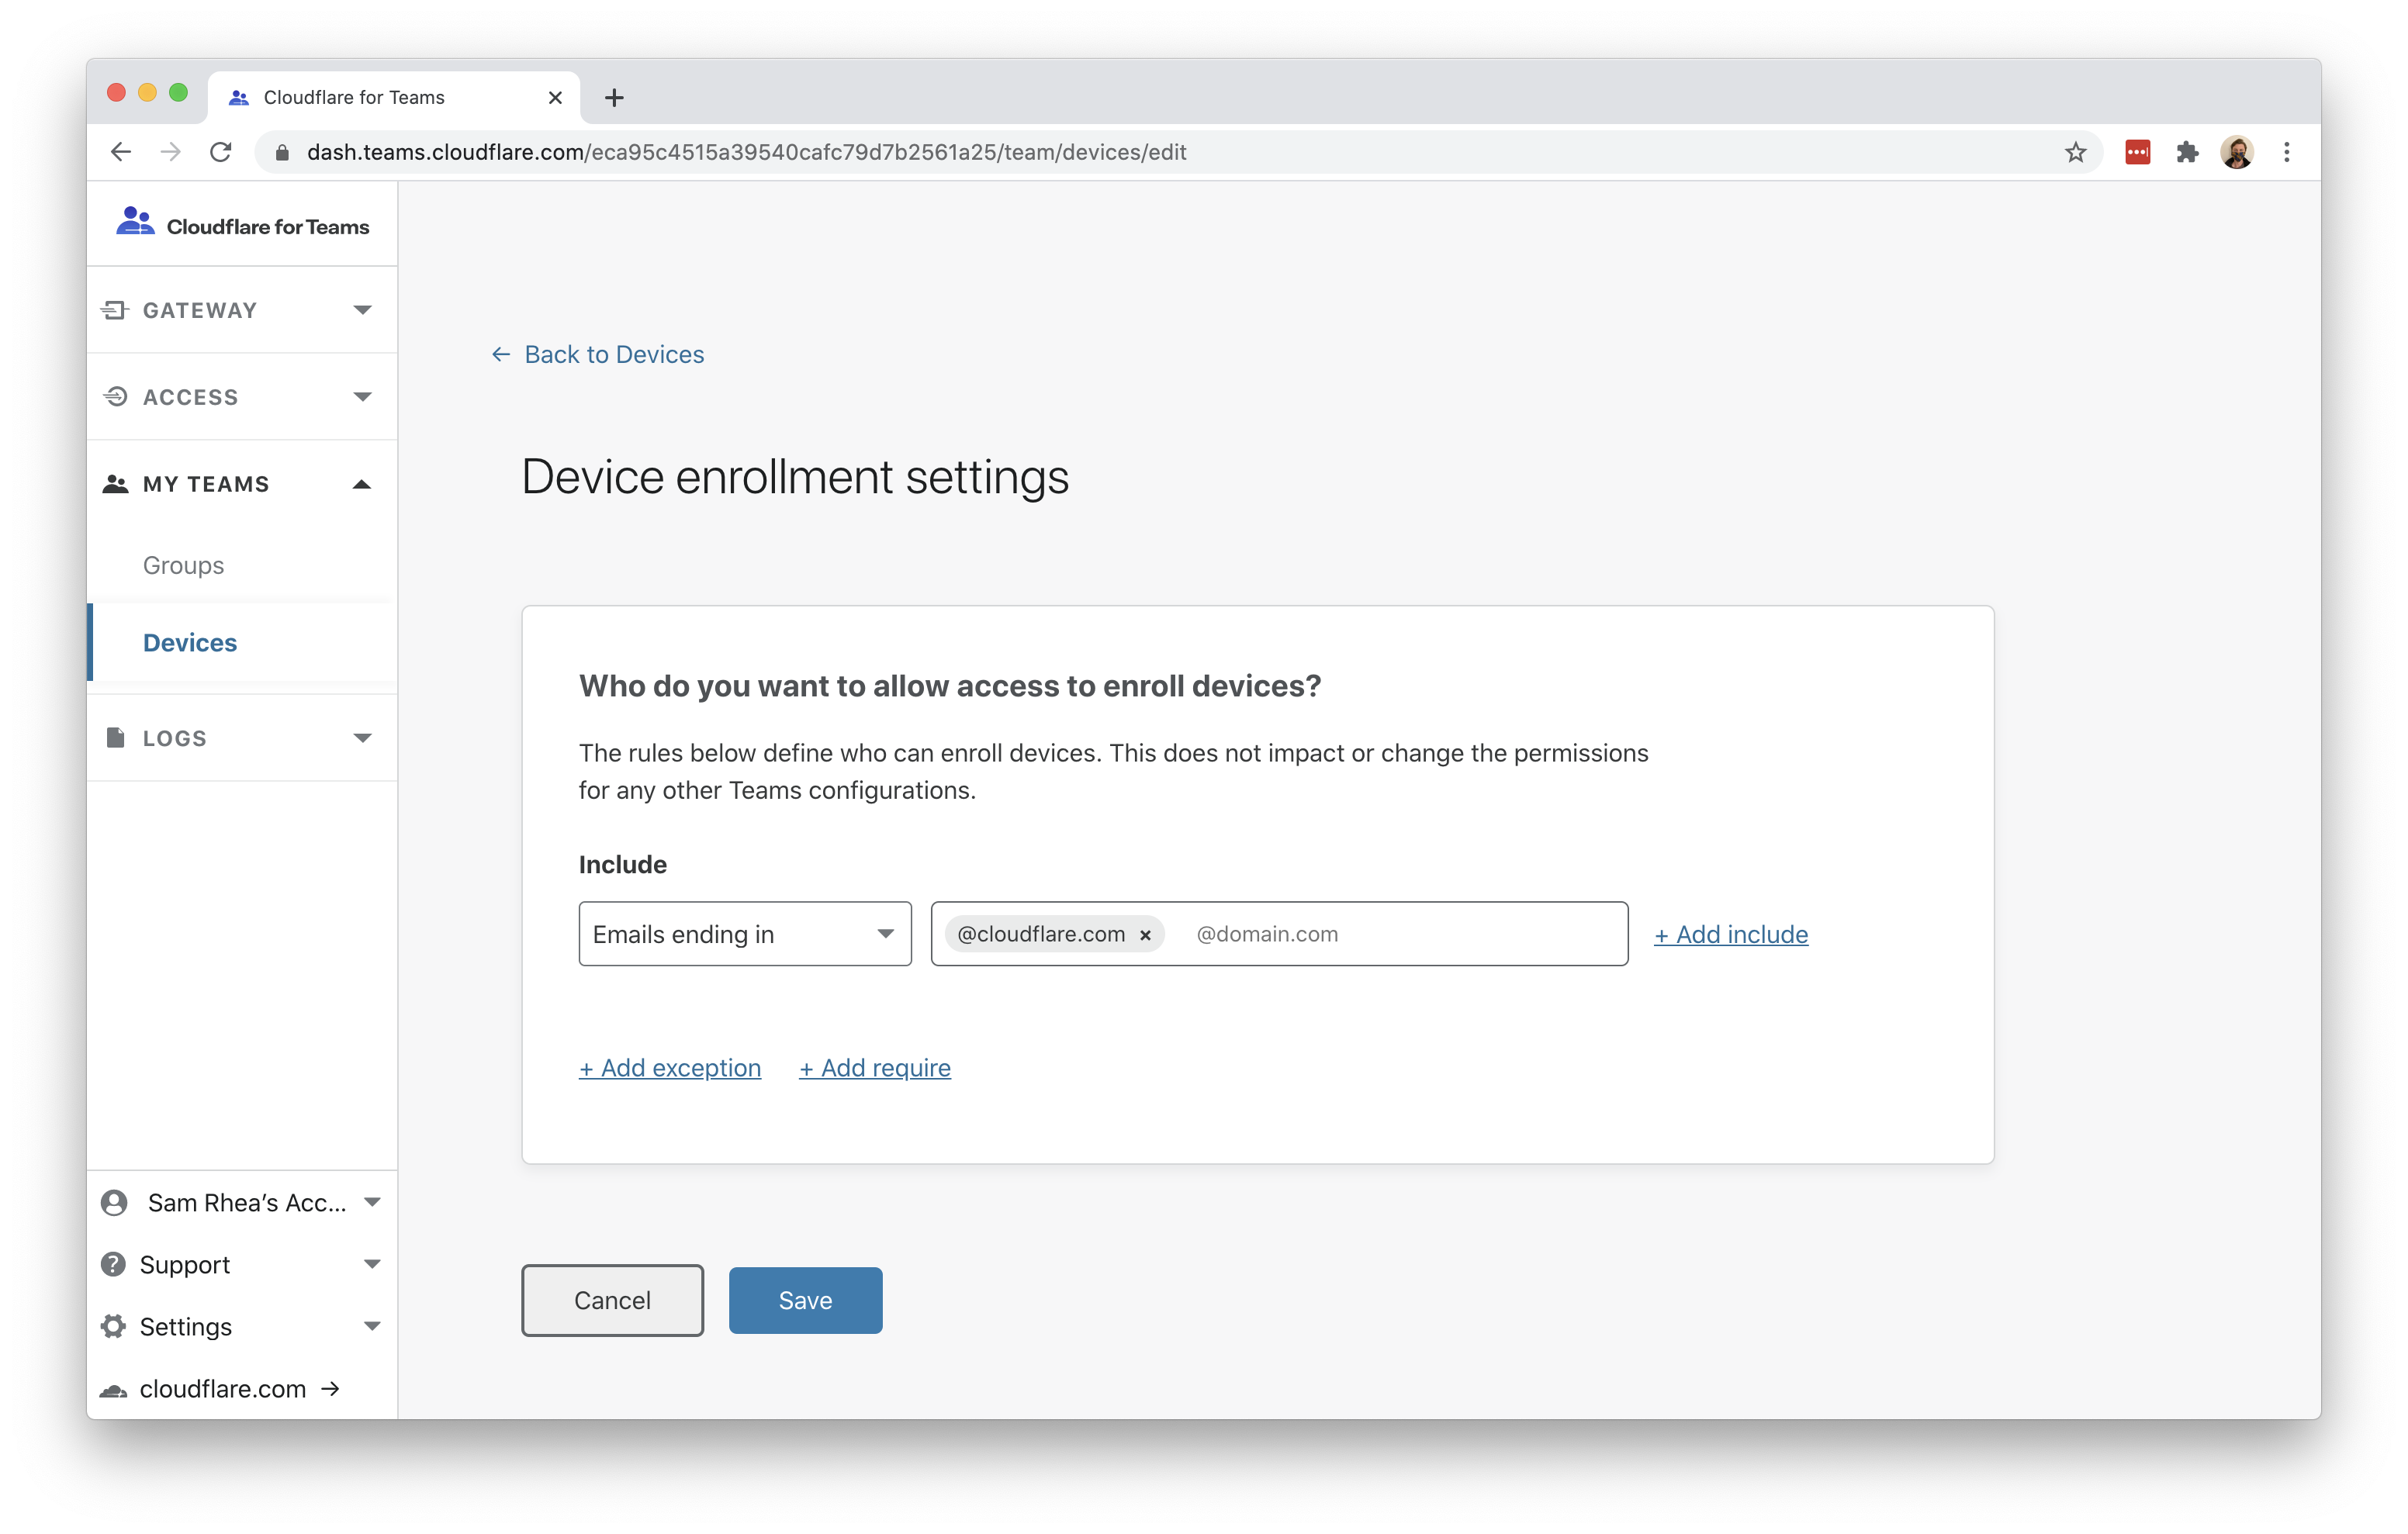 Cloudflare for Teams
dash.teams.cloudflare.com/eca95c4515a39540cafc79d7b2561a25/team/devices/edit
Cloudflare for Teams
GATEWAY
ACCESS
MY TEAMS
Groups
Devices
LOGS
Sam Rhea’s Acc...
Support
Settings
cloudflare.com →
← Back to Devices
Device enrollment settings
Who do you want to allow access to enroll devices?
The rules below define who can enroll devices. This does not impact or change the permissions
for any other Teams configurations.
Include
Emails ending in @cloudflare.com × @domain.com + Add include
+ Add exception + Add require
Cancel Save